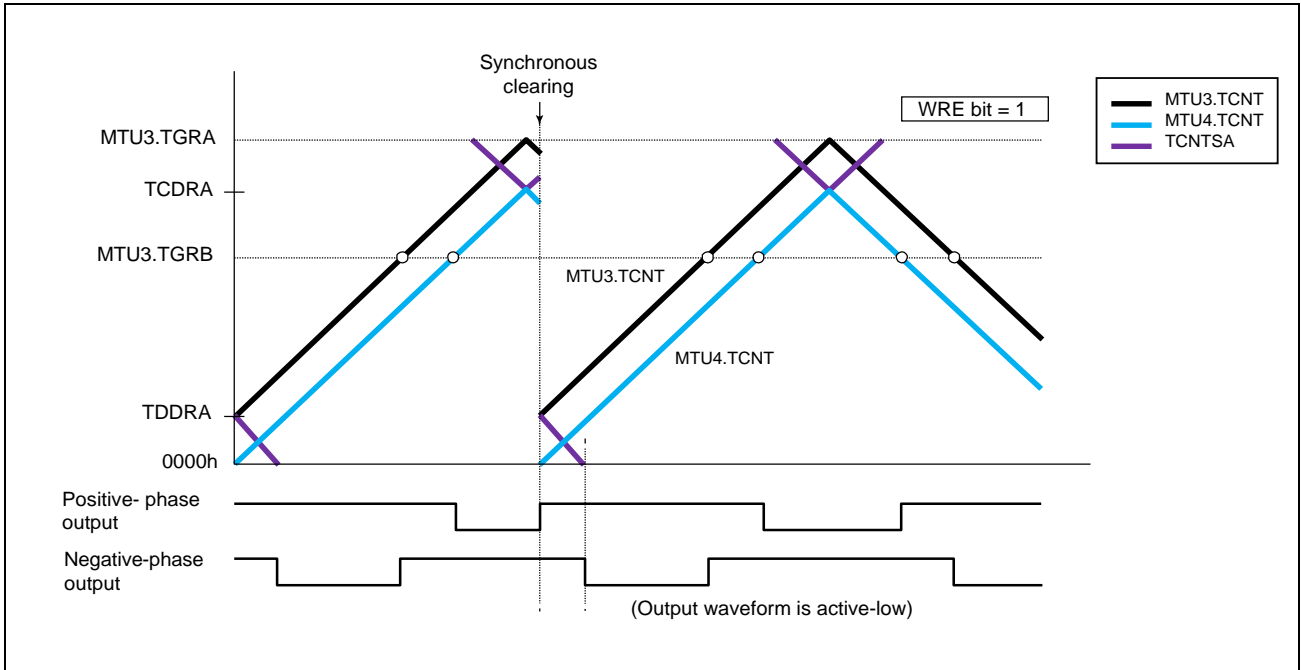 Synchronous
clearing
WRE bit = 1
MTU3.TCNT
MTU4.TCNT
TCNTSA
MTU3.TGRA
TCDRA
MTU3.TGRB
MTU3.TCNT
MTU4.TCNT
TDDRA
0000h
Positive- phase
output
Negative-phase
output
(Output waveform is active-low)